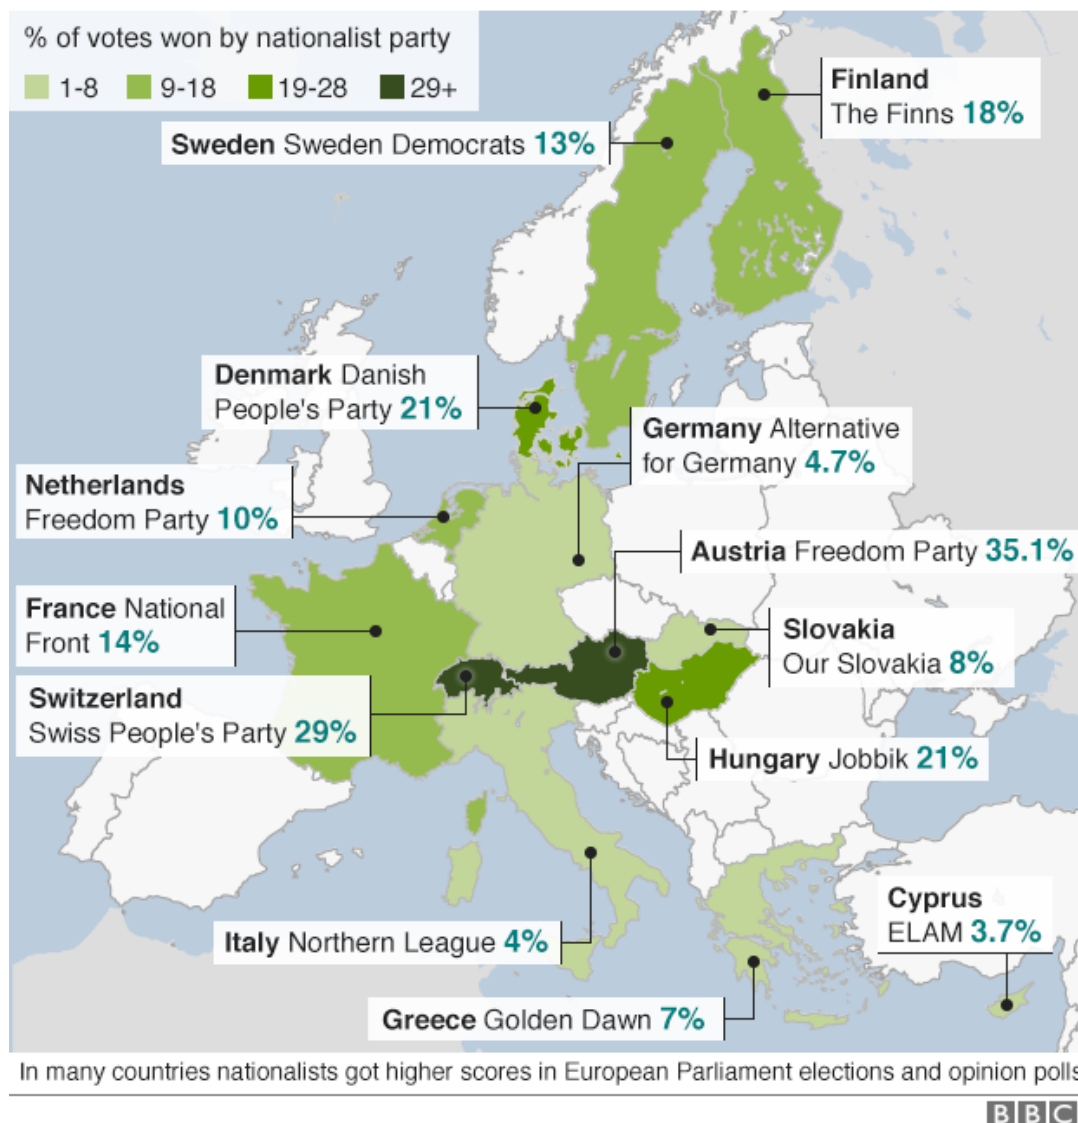 % of votes won by nationalist party
1-8 9-18 19-28 29+
Finland
The Finns 18%
Sweden Sweden Democrats 13%
Denmark Danish
People's Party 21%
Germany Alternative
for Germany 4.7%
Netherlands
Freedom Party 10%
Austria Freedom Party 35.1%
France National
Front 14%
Slovakia
Our Slovakia 8%
Switzerland
Swiss People's Party 29%
Hungary Jobbik 21%
Cyprus
ELAM 3.7%
Italy Northern League 4%
Greece Golden Dawn 7%
In many countries nationalists got higher scores in European Parliament elections and opinion polls
BBC